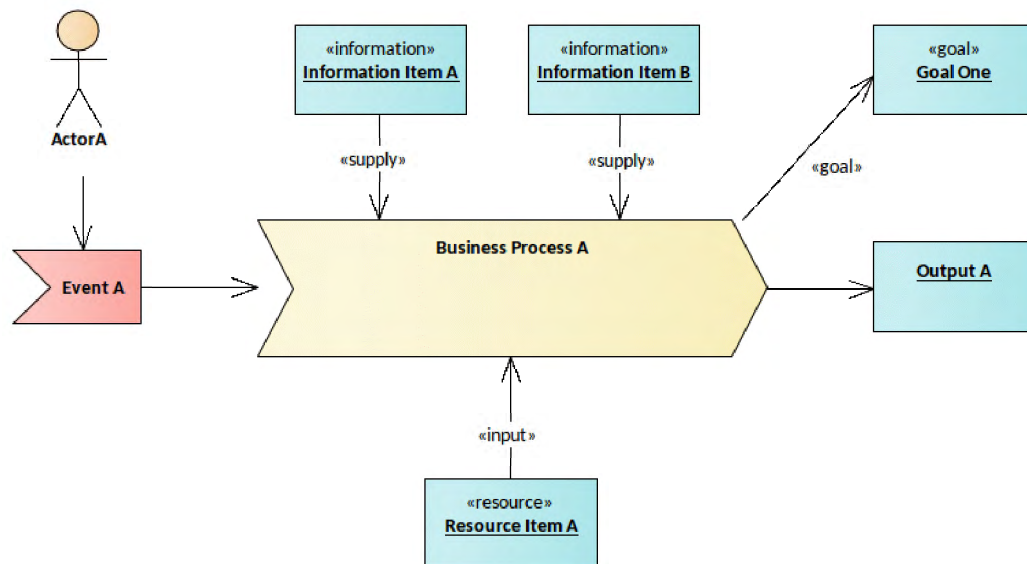 «information»
Information Item A
«information»
Information Item B
«goal»
Goal One
ActorA
«supply»
«supply»
«goal»
Business Process A
Event A
Output A
«input»
«resource»
Resource Item A